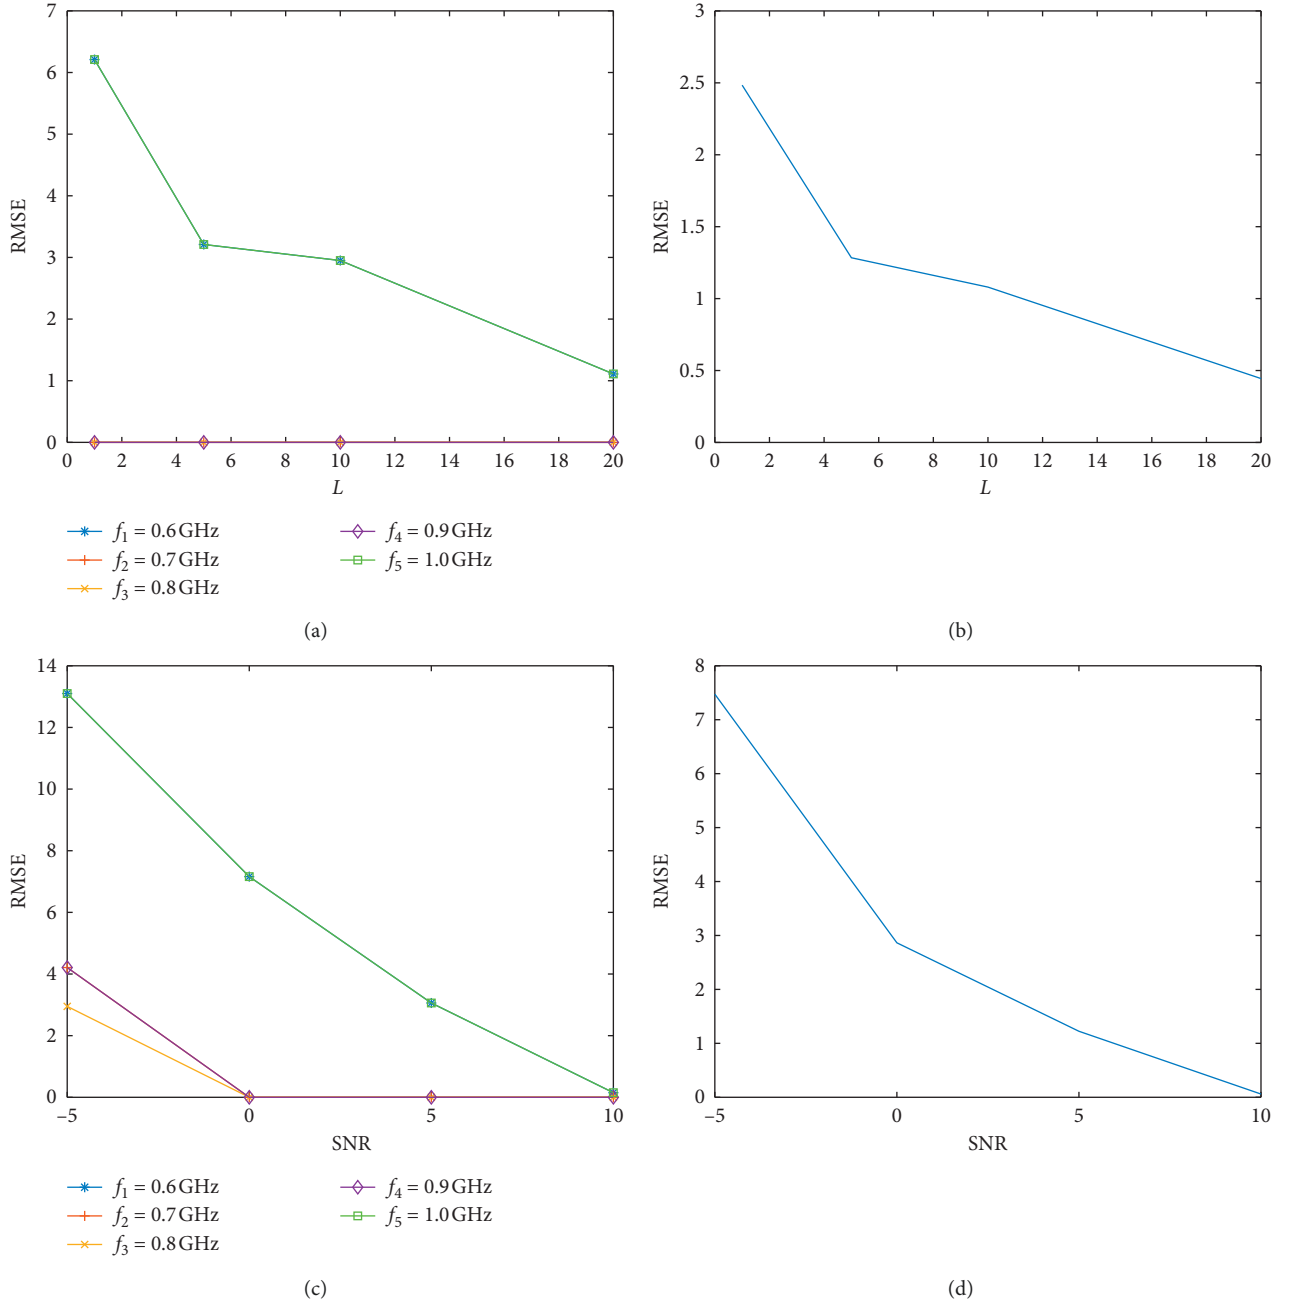 7
6
5
4
3
2
1
0
RMSE
0 2 4 6 8 10 12 14 16 18 20
L
f1 = 0.6 GHz
f2 = 0.7 GHz
f3 = 0.8 GHz
f4 = 0.9 GHz
f5 = 1.0 GHz
(a)
3
2.5
2
1.5
1
0.5
0
RMSE
0 2 4 6 8 10 12 14 16 18 20
L
(b)
14
12
10
8
6
4
2
0
RMSE
–5 0 5 10
SNR
f1 = 0.6 GHz
f2 = 0.7 GHz
f3 = 0.8 GHz
f4 = 0.9 GHz
f5 = 1.0 GHz
(c)
8
7
6
5
4
3
2
1
0
RMSE
–5 0 5 10
SNR
(d)